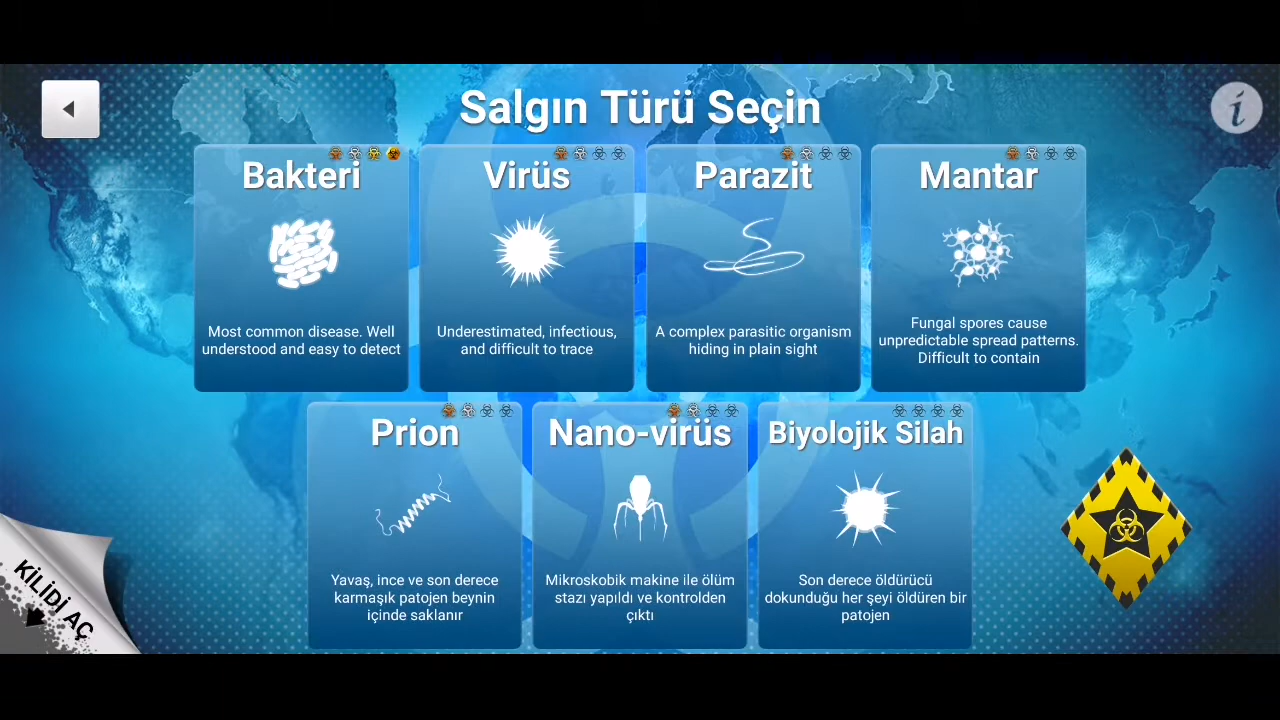 Salgın Türü Seçin
Bakteri
Most common disease. Well
understood and easy to detect
Virüs
Underestimated, infectious,
and difficult to trace
Parazit
A complex parasitic organism
hiding in plain sight
Mantar
Fungal spores cause
unpredictable spread patterns.
Difficult to contain
Prion
Yavaş, ince ve son derece
karmaşık patojen beynin
içinde saklanır
Nano-virüs
Mikroskobik makine ile ölüm
stazı yapıldı ve kontrolden
çıktı
Biyolojik Silah
Son derece öldürücü
dokunduğu her şeyi öldüren bir
patojen
KİLİDİ AÇ
i